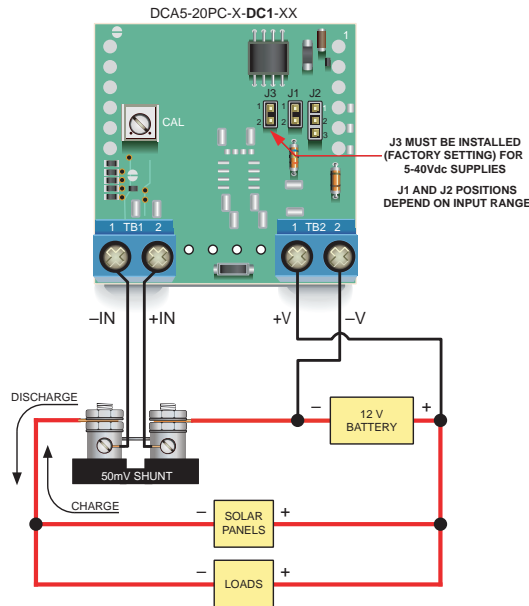 DCA5-20PC-X-DC1-XX
1
J3 J1 J2
1 1 1
2 2 2
3
CAL
J3 MUST BE INSTALLED
(FACTORY SETTING) FOR
5-40Vdc SUPPLIES
J1 AND J2 POSITIONS
DEPEND ON INPUT RANGE
1 TB1 2
1 TB2 2
–IN +IN
+V –V
DISCHARGE
– 12 V BATTERY +
50mV SHUNT
CHARGE
– SOLAR PANELS +
– LOADS +